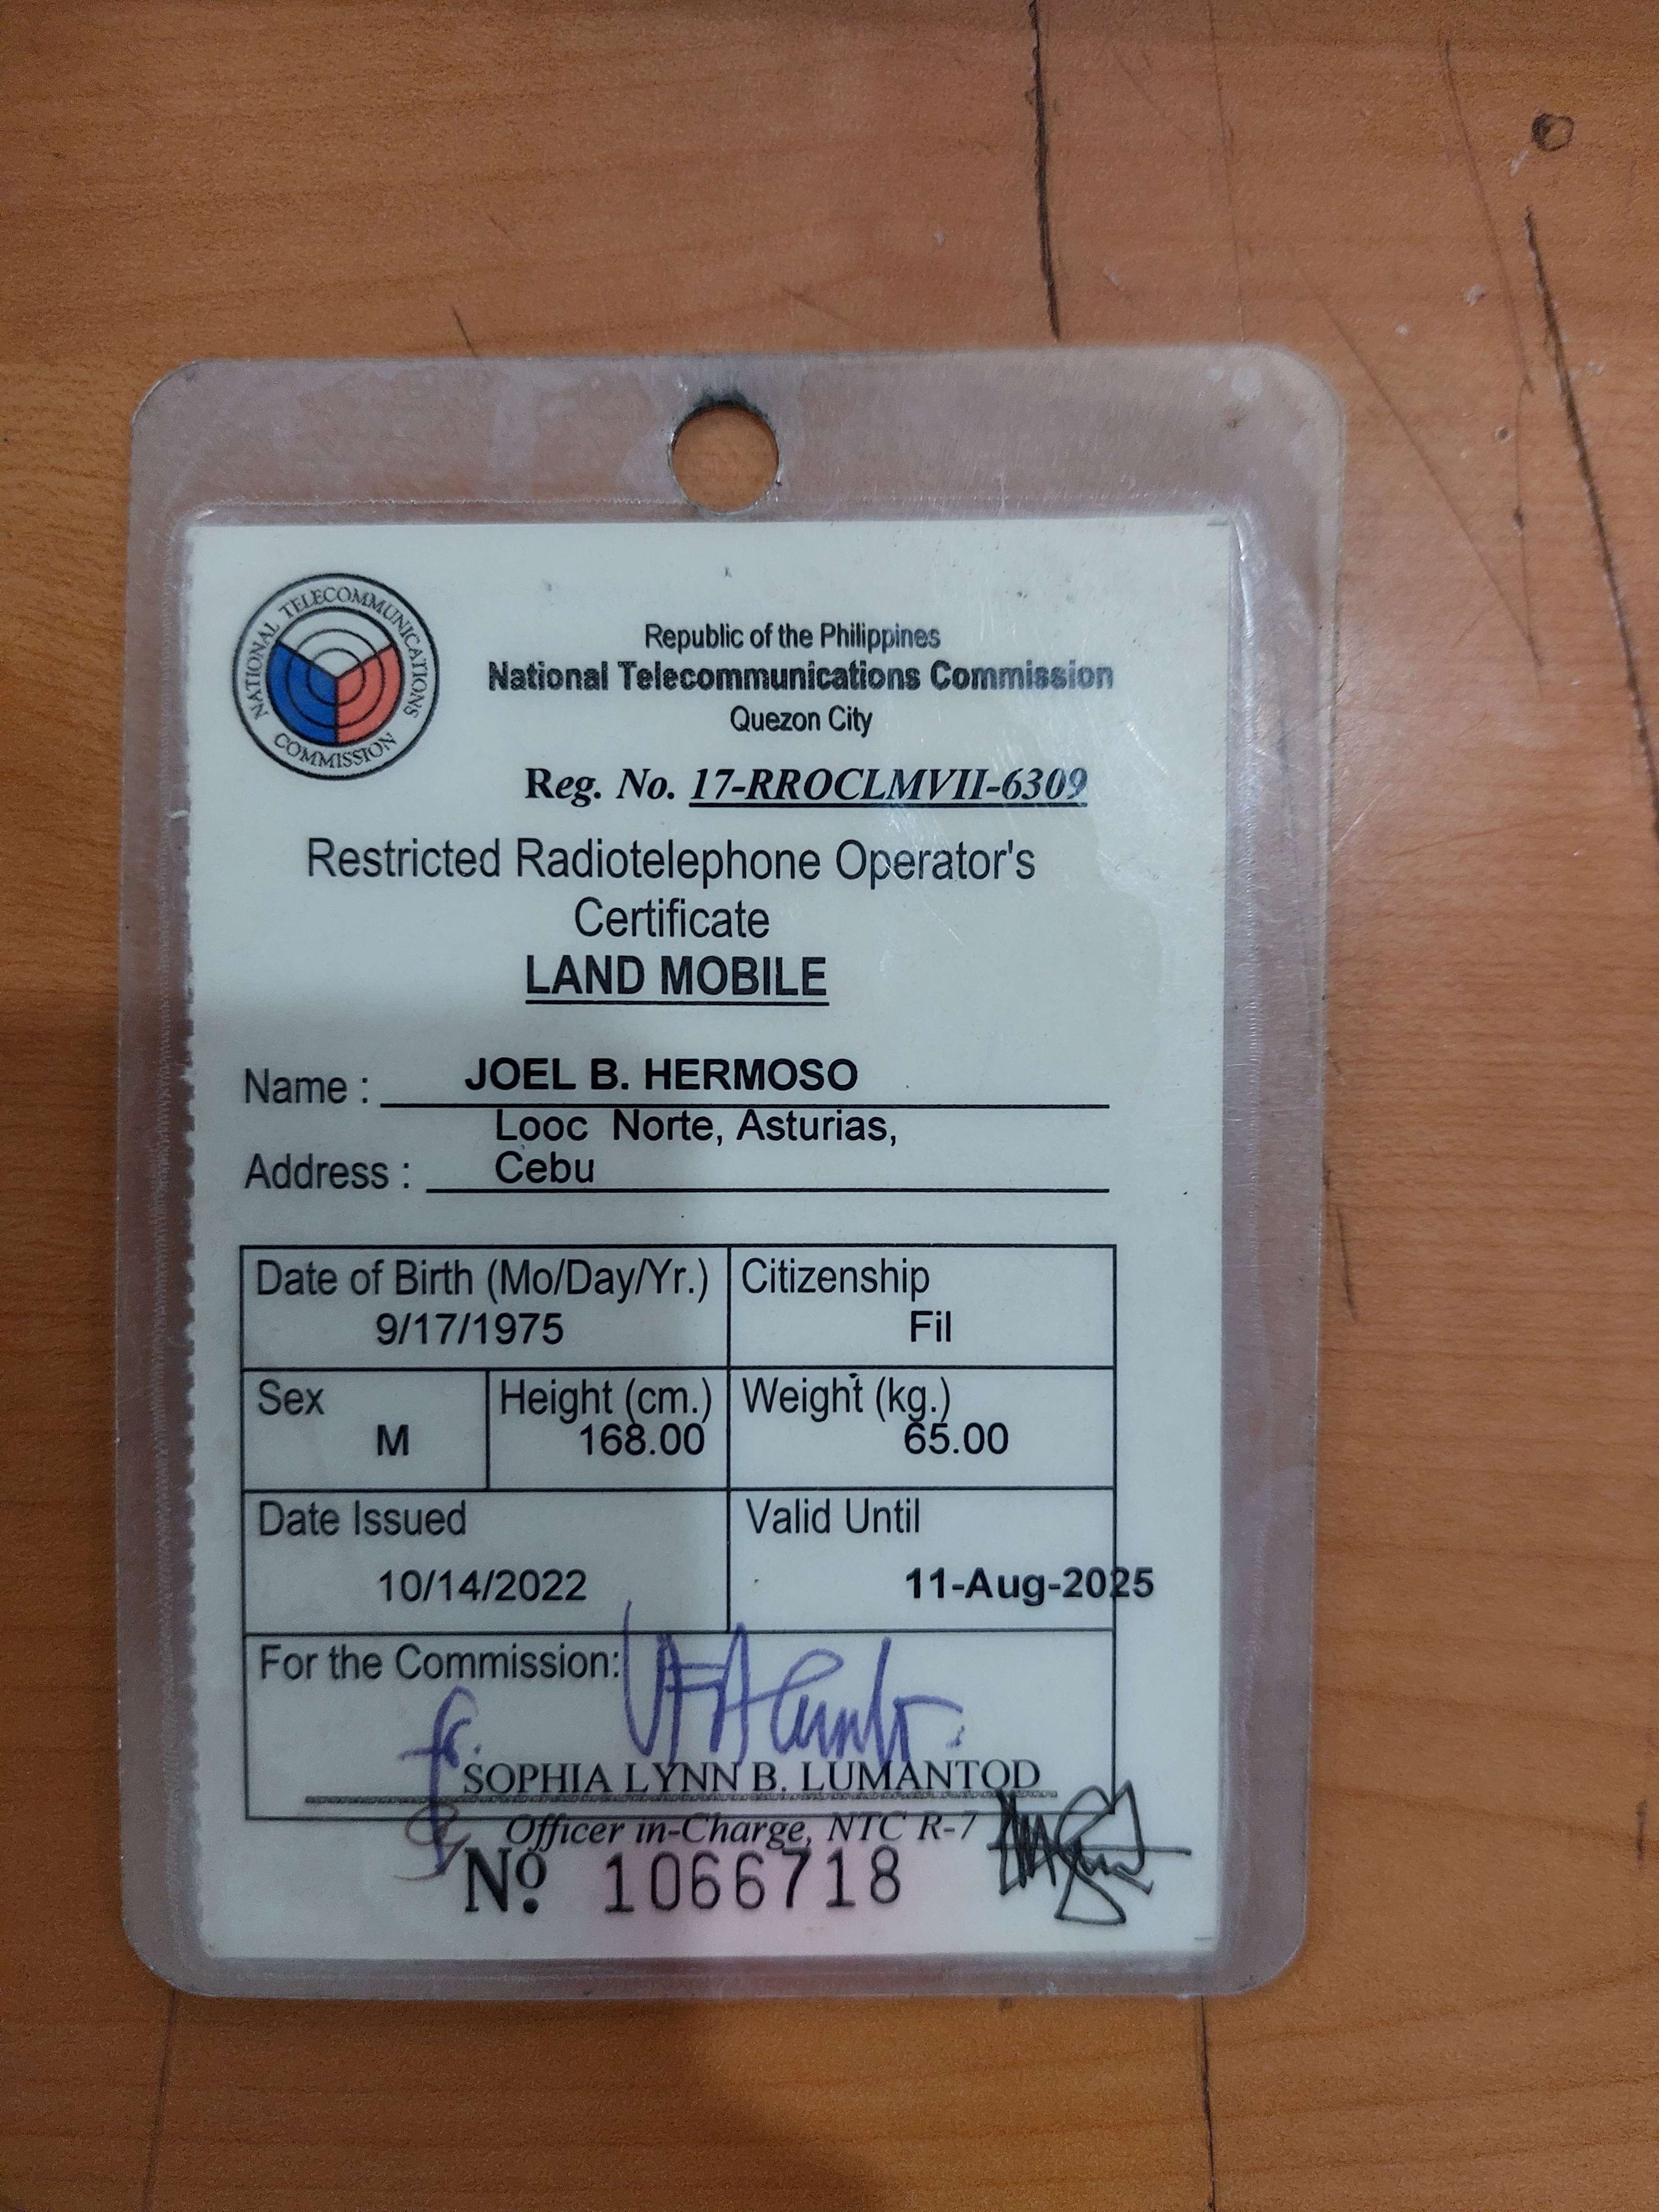 NATIONAL TELECOMMUNICATIONS
COMMISSION
Republic of the Philippines
National Telecommunications Commission
Quezon City
Reg. No. 17-RROCLMVII-6309
Restricted Radiotelephone Operator's
Certificate
LAND MOBILE
Name : JOEL B. HERMOSO
Looc Norte, Asturias,
Address : Cebu
Date of Birth (Mo/Day/Yr.) Citizenship
9/17/1975 Fil
Sex Height (cm.) Weight (kg.)
M 168.00 65.00
Date Issued Valid Until
10/14/2022 11-Aug-2025
For the Commission:
SOPHIA LYNN B. LUMANTOD
Officer in-Charge, NTC R-7
No. 1066718